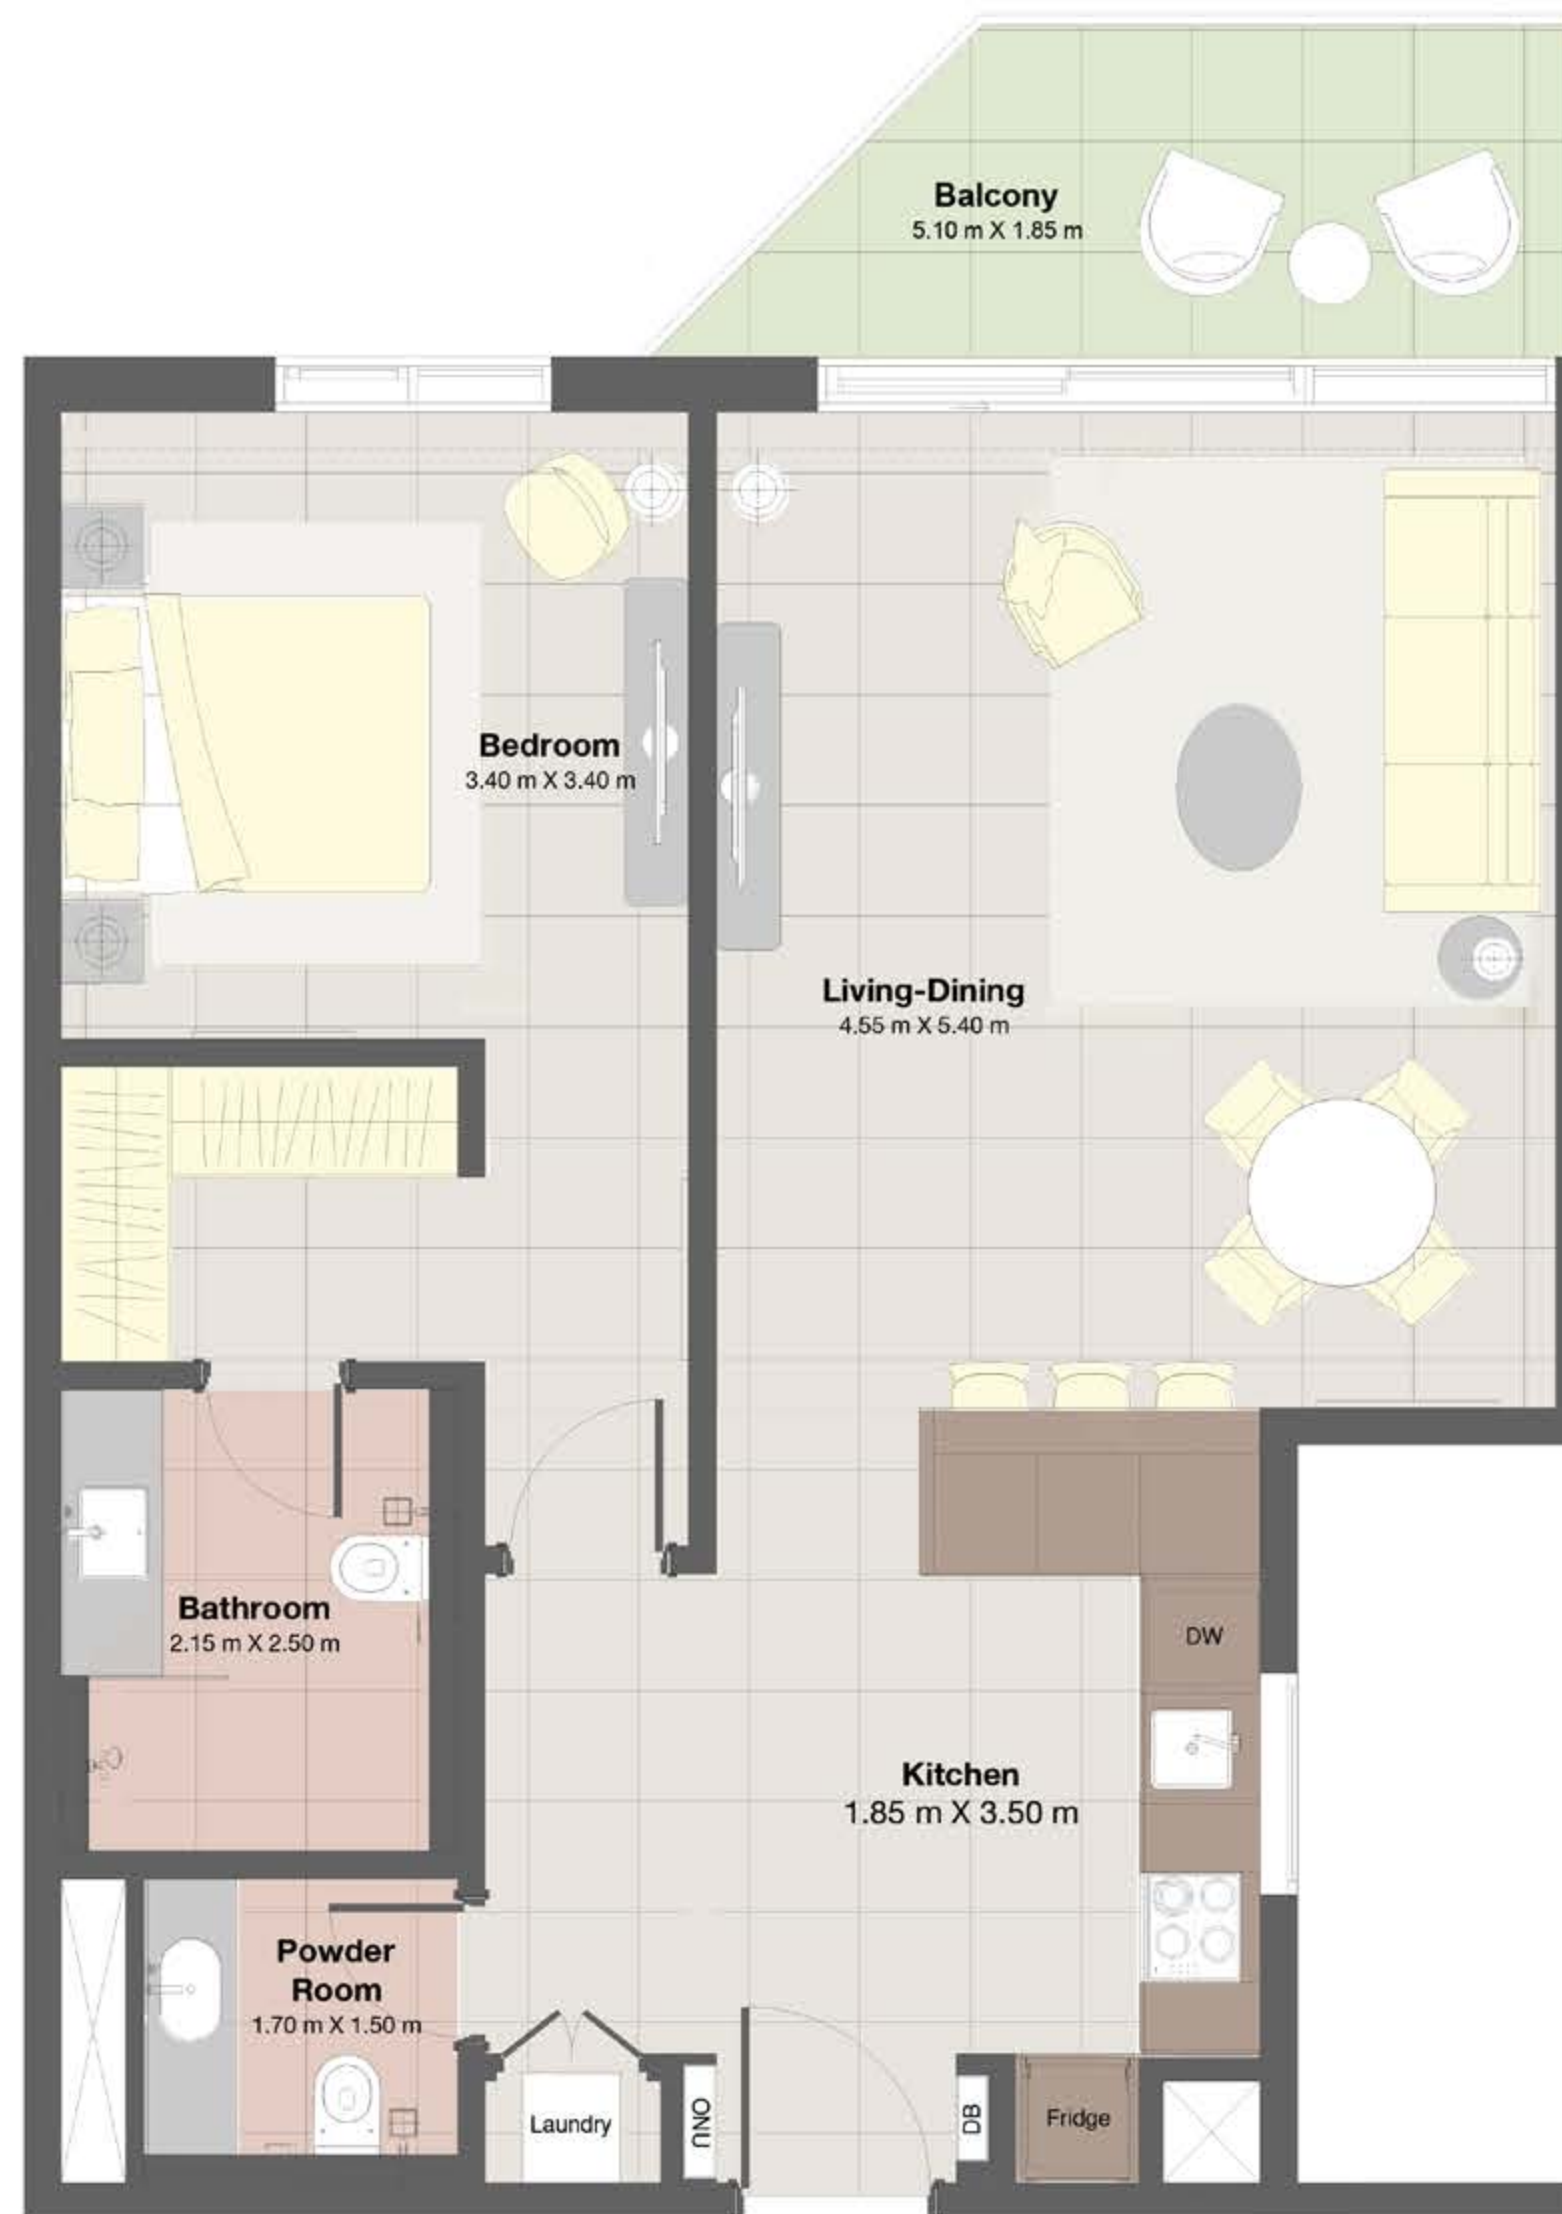 Balcony
5.10 m X 1.85 m
Bedroom
3.40 m X 3.40 m
Living-Dining
4.55 m X 5.40 m
Bathroom
2.15 m X 2.50 m
DW
Kitchen
1.85 m X 3.50 m
Powder
Room
1.70 m X 1.50 m
Laundry
ONU
DB
Fridge